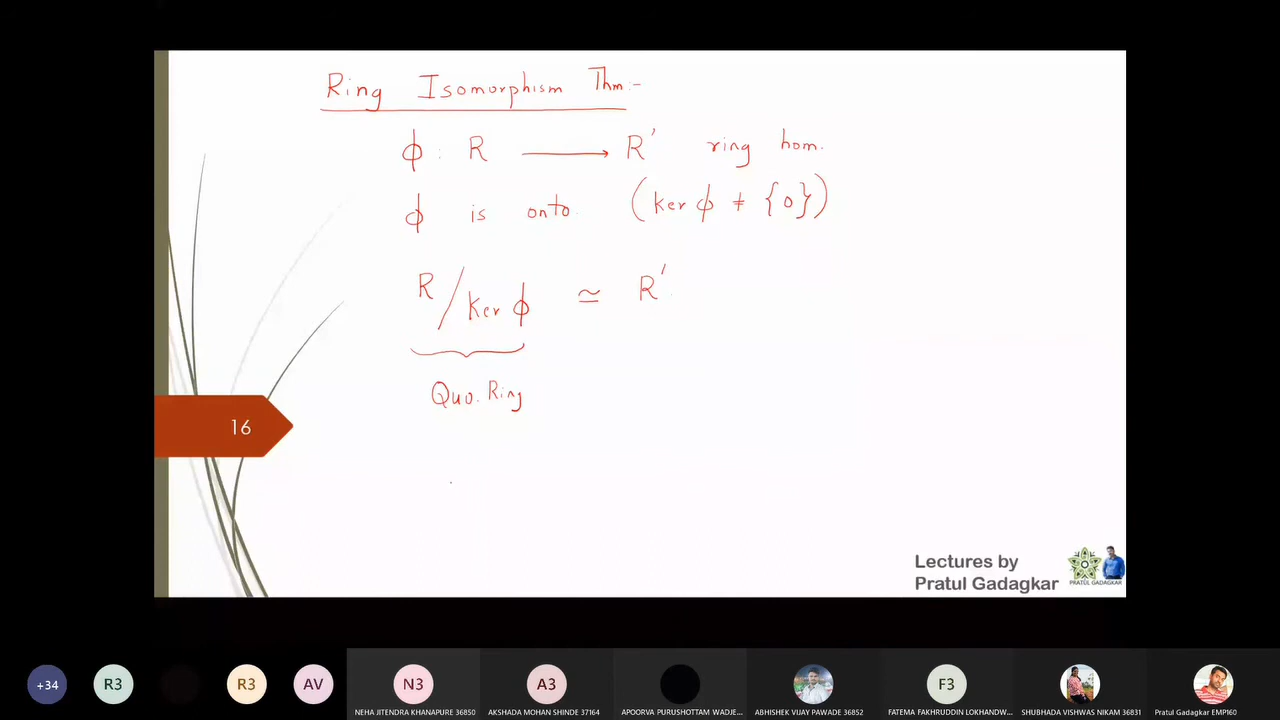 Ring Isomorphism Thm:-
ϕ : R ⟶ R' ring hom.
ϕ is onto. (ker ϕ ≠ {0})
R / ker ϕ ≃ R'
Quo. Ring
16
Lectures by
Pratul Gadagkar
PRATUL GADAGKAR
+34 R3 R3 AV N3 A3 F3
NEHA JITENDRA KHANAPURE 36850 AKSHADA MOHAN SHINDE 37164 APOORVA PURUSHOTTAM WADJE... ABHISHEK VIJAY PAWADE 36852 FATEMA FAKHRUDDIN LOKHANDW... SHUBHADA VISHWAS NIKAM 36831 Pratul Gadagkar EMP160